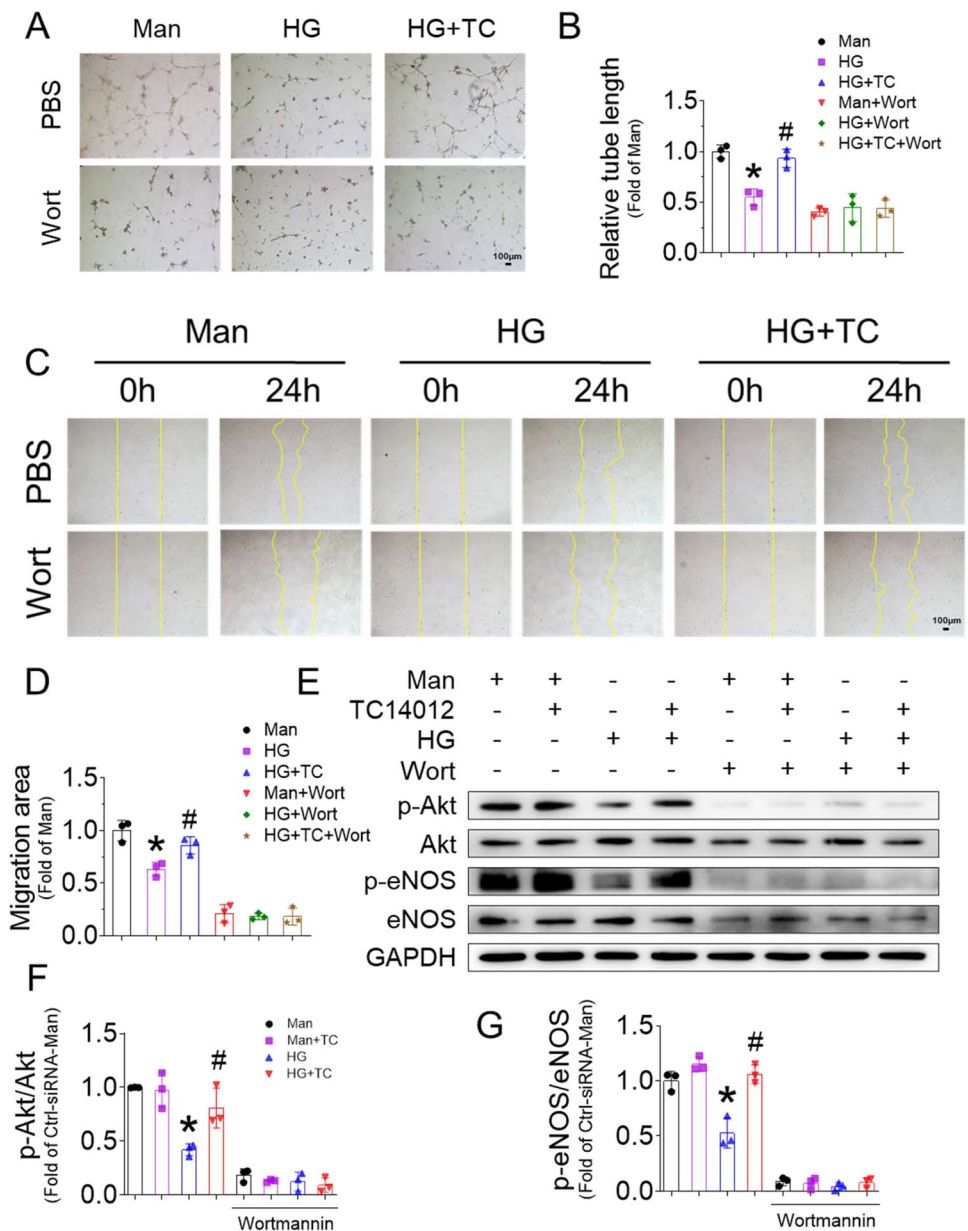 A
Man HG HG+TC
PBS
Wort
100μm
B
Relative tube length
(Fold of Man)
1.5
1.0
0.5
0.0
*
#
Man
HG
HG+TC
Man+Wort
HG+Wort
HG+TC+Wort
C
Man HG HG+TC
0h 24h 0h 24h 0h 24h
PBS
Wort
100μm
D
Migration area
(Fold of Man)
1.5
1.0
0.5
0.0
*
#
Man
HG
HG+TC
Man+Wort
HG+Wort
HG+TC+Wort
E
Man + + - - + + - -
TC14012 - + - + - + - +
HG - - + + - - + +
Wort - - - - + + + +
p-Akt
Akt
p-eNOS
eNOS
GAPDH
F
p-Akt/Akt
(Fold of Ctrl-siRNA-Man)
1.5
1.0
0.5
0.0
*
#
Man
Man+TC
HG
HG+TC
Wortmannin
G
p-eNOS/eNOS
(Fold of Ctrl-siRNA-Man)
1.5
1.0
0.5
0.0
*
#
Wortmannin